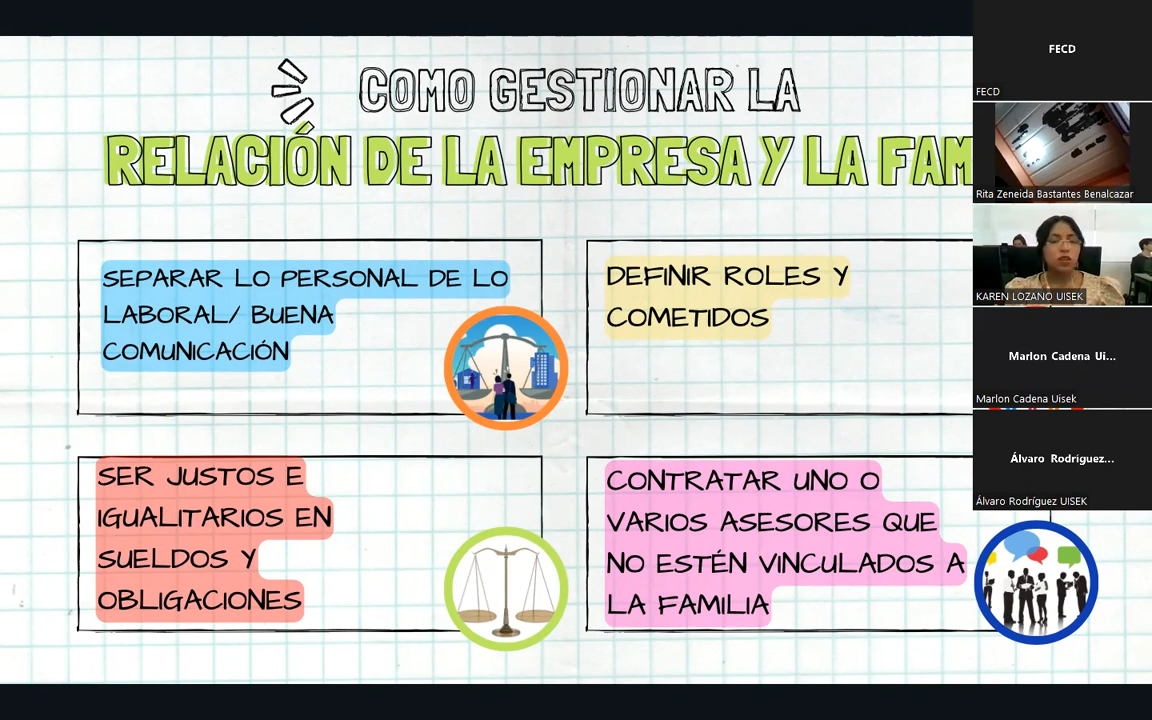 COMO GESTIONAR LA
RELACIÓN DE LA EMPRESA Y LA FAM
SEPARAR LO PERSONAL DE LO
LABORAL/ BUENA
COMUNICACIÓN
DEFINIR ROLES Y
COMETIDOS
SER JUSTOS E
IGUALITARIOS EN
SUELDOS Y
OBLIGACIONES
CONTRATAR UNO O
VARIOS ASESORES QUE
NO ESTÉN VINCULADOS A
LA FAMILIA
FECD
FECD
Rita Zeneida Bastantes Benalcazar
KAREN LOZANO UISEK
Marlon Cadena Ui...
Marlon Cadena Uisek
Álvaro Rodríguez...
Álvaro Rodríguez UISEK